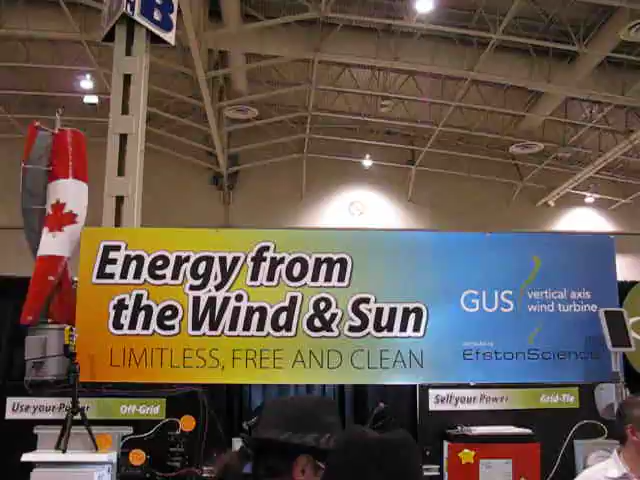 B
Energy from
the Wind & Sun
LIMITLESS, FREE AND CLEAN
GUS vertical axis
wind turbine
EfstonScience
Use your Power Off-Grid
Sell your Power Grid-Tie